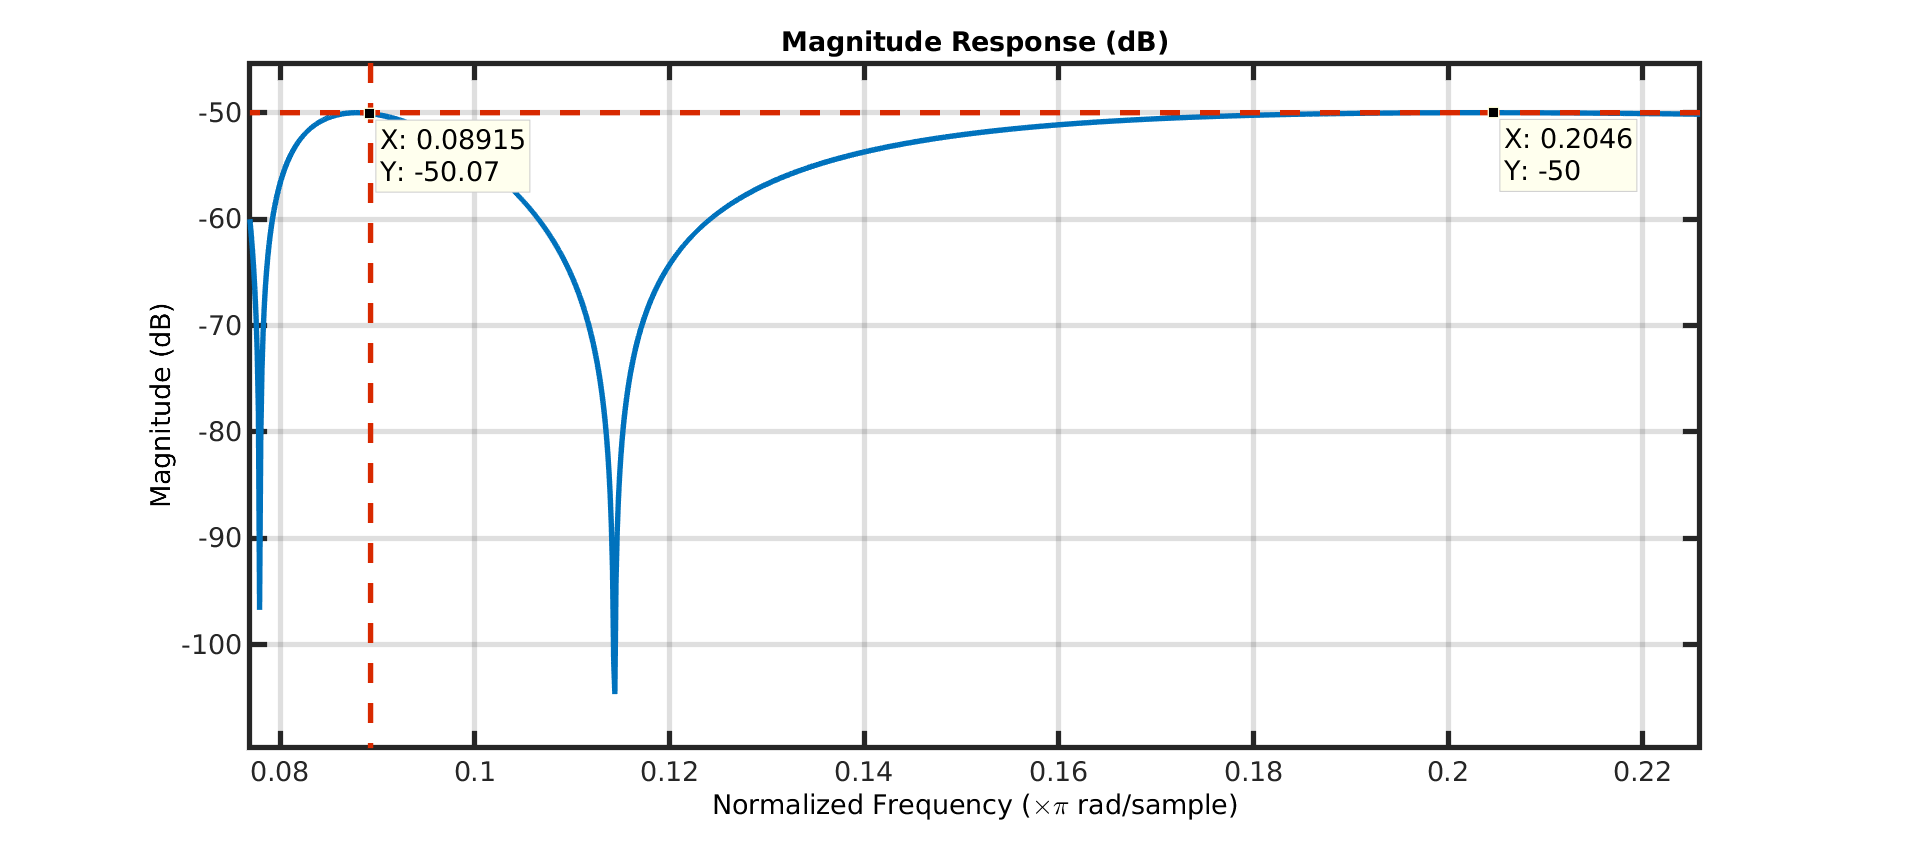 Magnitude Response (dB)
Magnitude (dB)
-50
-60
-70
-80
-90
-100
X: 0.08915
Y: -50.07
X: 0.2046
Y: -50
0.08
0.1
0.12
0.14
0.16
0.18
0.2
0.22
Normalized Frequency (×π rad/sample)